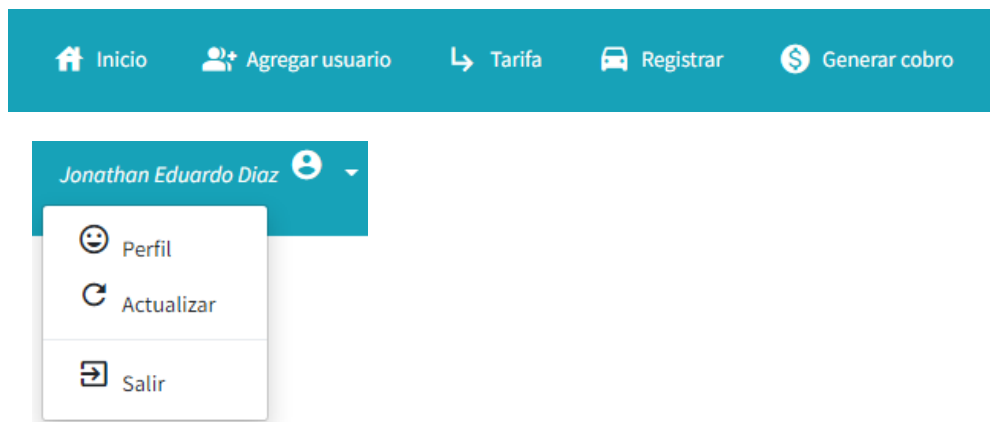 Inicio Agregar usuario Tarifa Registrar Generar cobro
Jonathan Eduardo Diaz
Perfil
Actualizar
Salir